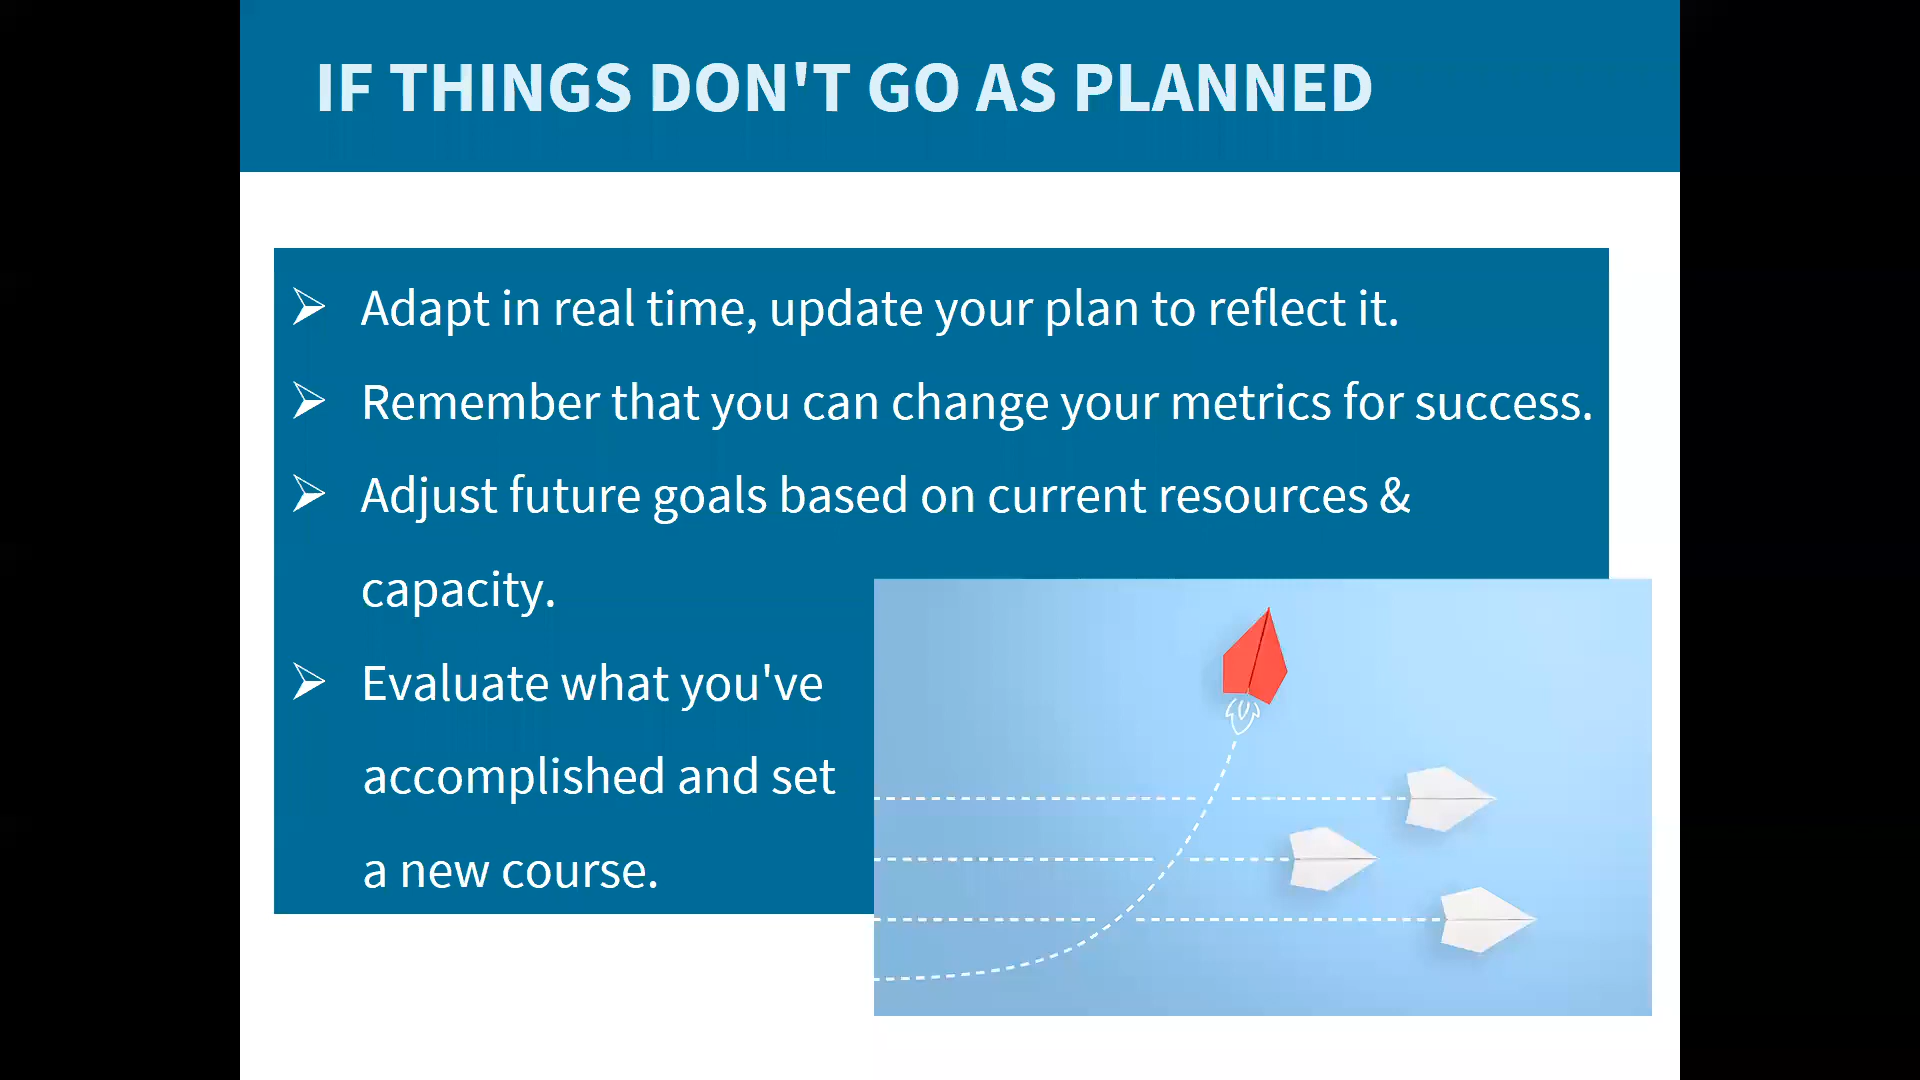 IF THINGS DON'T GO AS PLANNED
Adapt in real time, update your plan to reflect it.
Remember that you can change your metrics for success.
Adjust future goals based on current resources &
capacity.
Evaluate what you've
accomplished and set
a new course.